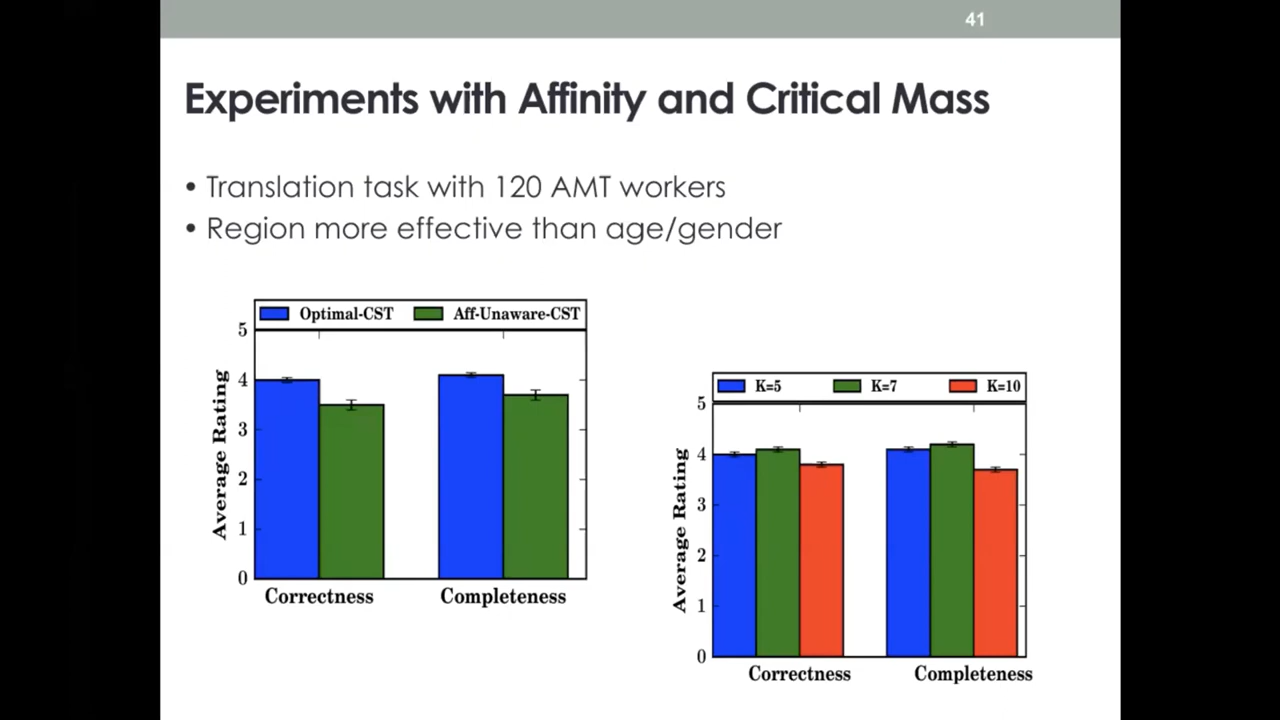 41
Experiments with Affinity and Critical Mass
• Translation task with 120 AMT workers
• Region more effective than age/gender
Optimal-CST Aff-Unaware-CST
5
4
3
2
1
0
Average Rating
Correctness Completeness
K=5 K=7 K=10
5
4
3
2
1
0
Average Rating
Correctness Completeness